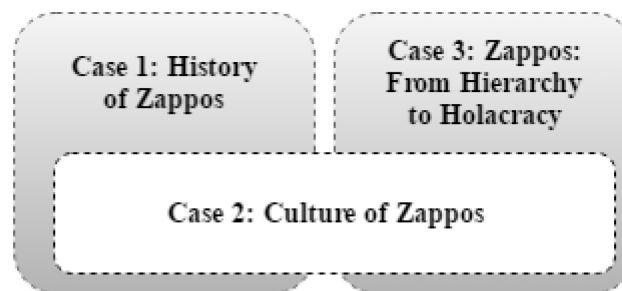 Case 1: History
of Zappos
Case 3: Zappos:
From Hierarchy
to Holacracy
Case 2: Culture of Zappos